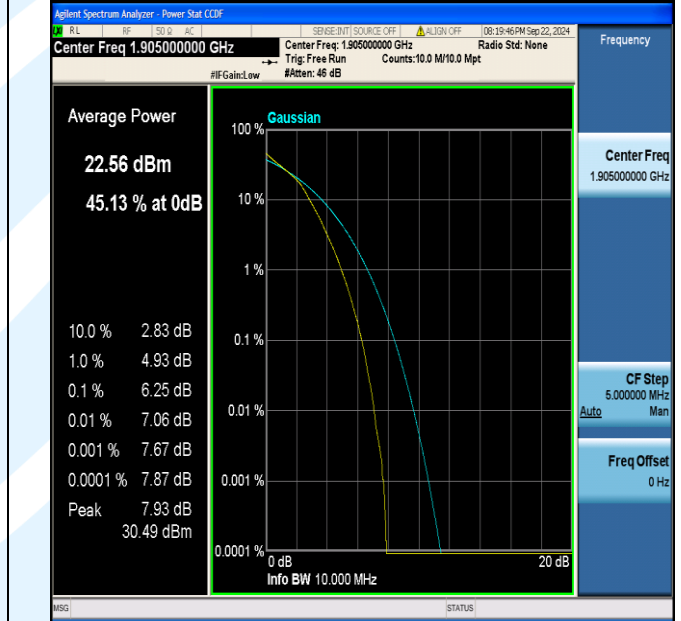 Agilent Spectrum Analyzer - Power Stat CCDF
RL RF 50 Ω AC SENSE:INT SOURCE OFF ALIGN OFF 08:19:46 PM Sep 22, 2024
Center Freq 1.905000000 GHz
Center Freq: 1.905000000 GHz Radio Std: None
Trig: Free Run Counts:10.0 M/10.0 Mpt
#IFGain:Low #Atten: 46 dB
Frequency
Average Power
22.56 dBm
45.13 % at 0dB
10.0 % 2.83 dB
1.0 % 4.93 dB
0.1 % 6.25 dB
0.01 % 7.06 dB
0.001 % 7.67 dB
0.0001 % 7.87 dB
Peak 7.93 dB
30.49 dBm
Gaussian
100 %
10 %
1 %
0.1 %
0.01 %
0.001 %
0.0001 %
0 dB 20 dB
Info BW 10.000 MHz
Center Freq
1.905000000 GHz
CF Step
5.000000 MHz
Auto Man
Freq Offset
0 Hz
MSG STATUS